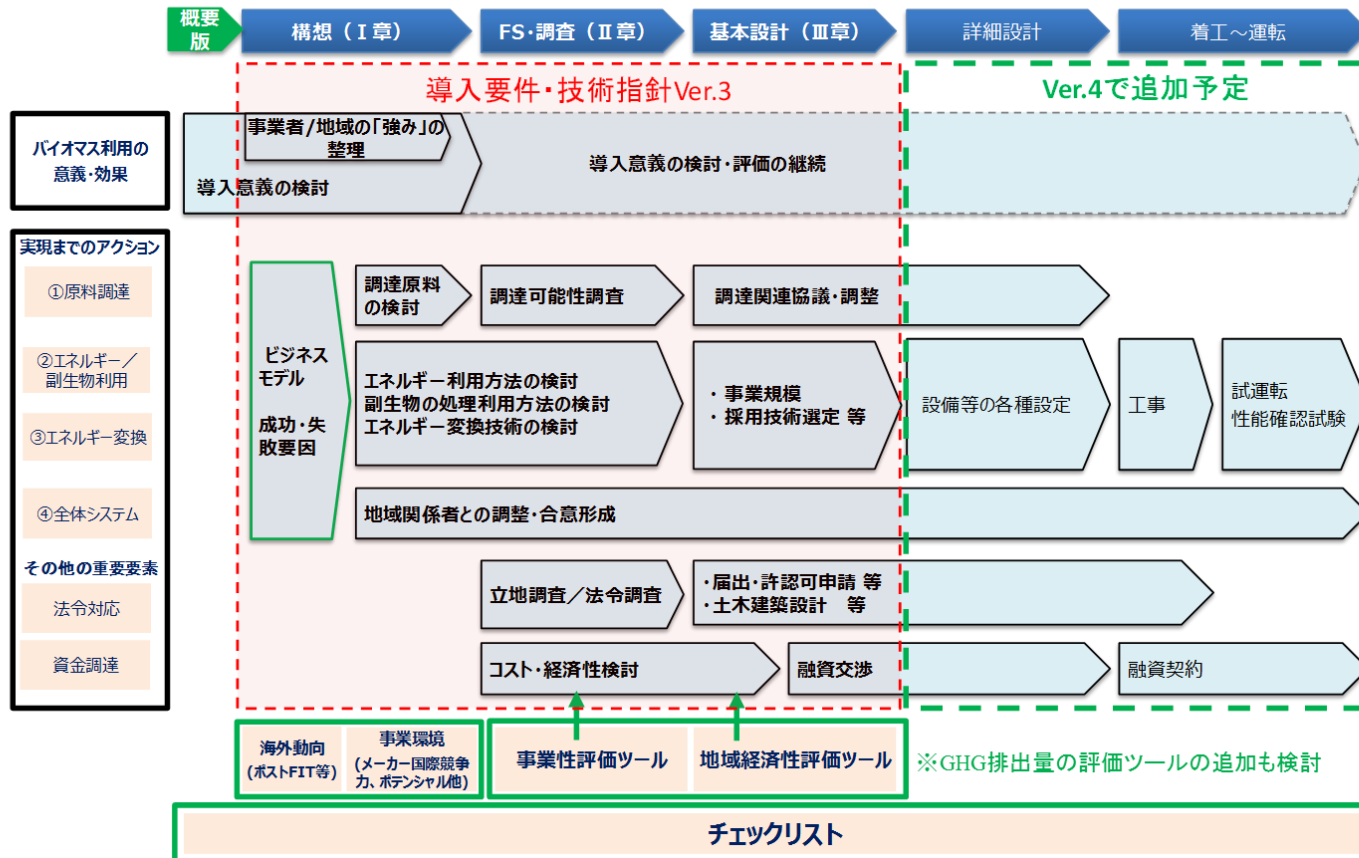 概要
版
構想（Ⅰ章）
FS・調査（Ⅱ章）
基本設計（Ⅲ章）
詳細設計
着工～運転
導入要件・技術指針Ver.3
Ver.4で追加予定
バイオマス利用の
意義・効果
事業者/地域の「強み」の
整理
導入意義の検討
導入意義の検討・評価の継続
実現までのアクション
①原料調達
②エネルギー／
副生物利用
③エネルギー変換
④全体システム
その他の重要要素
法令対応
資金調達
ビジネス
モデル
成功・失
敗要因
調達原料
の検討
調達可能性調査
調達関連協議・調整
エネルギー利用方法の検討
副生物の処理利用方法の検討
エネルギー変換技術の検討
・事業規模
・採用技術選定 等
設備等の各種設定
工事
試運転
性能確認試験
地域関係者との調整・合意形成
立地調査／法令調査
・届出・許認可申請 等
・土木建築設計　等
コスト・経済性検討
融資交渉
融資契約
海外動向
(ポストFIT等)
事業環境
(メーカー国際競争
力、ポテンシャル他)
事業性評価ツール
地域経済性評価ツール
※GHG排出量の評価ツールの追加も検討
チェックリスト